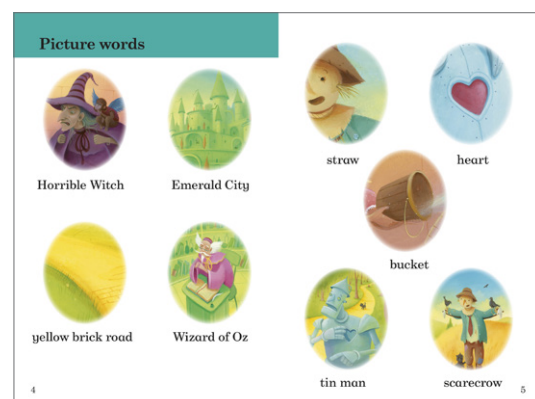 Picture words
Horrible Witch
Emerald City
yellow brick road
Wizard of Oz
4
straw
heart
bucket
tin man
scarecrow
5